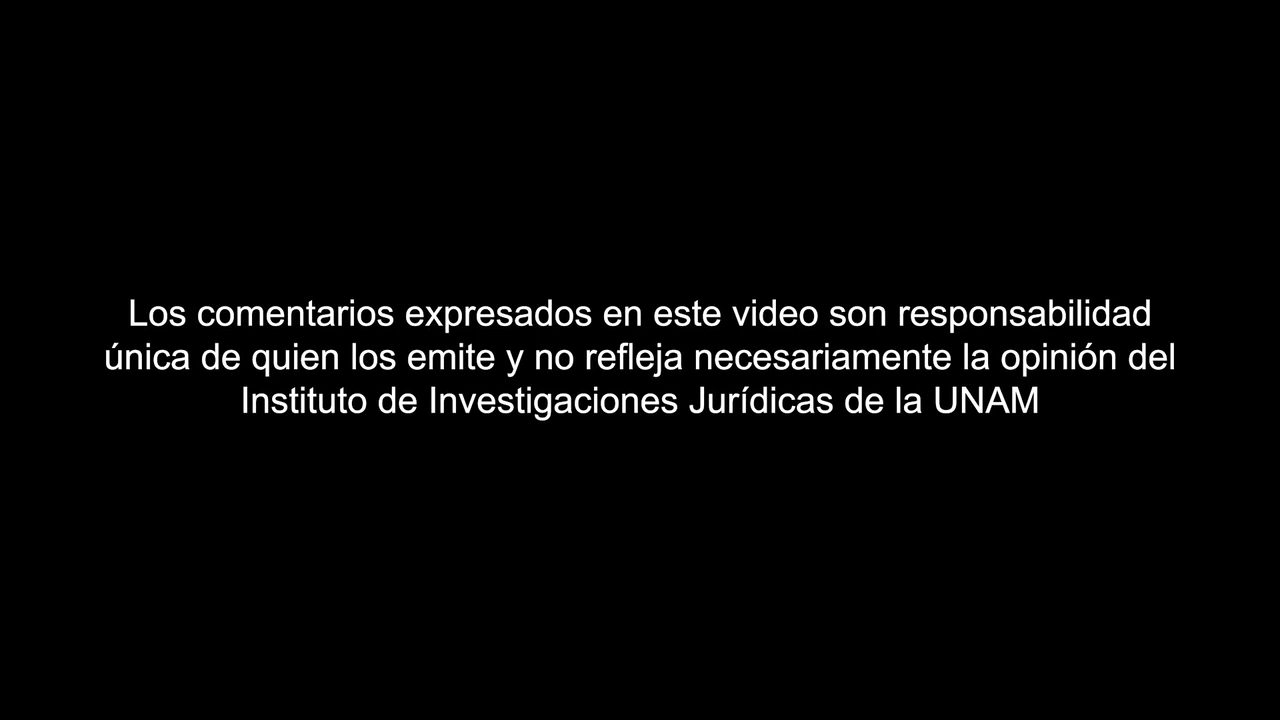 Los comentarios expresados en este video son responsabilidad
única de quien los emite y no refleja necesariamente la opinión del
Instituto de Investigaciones Jurídicas de la UNAM